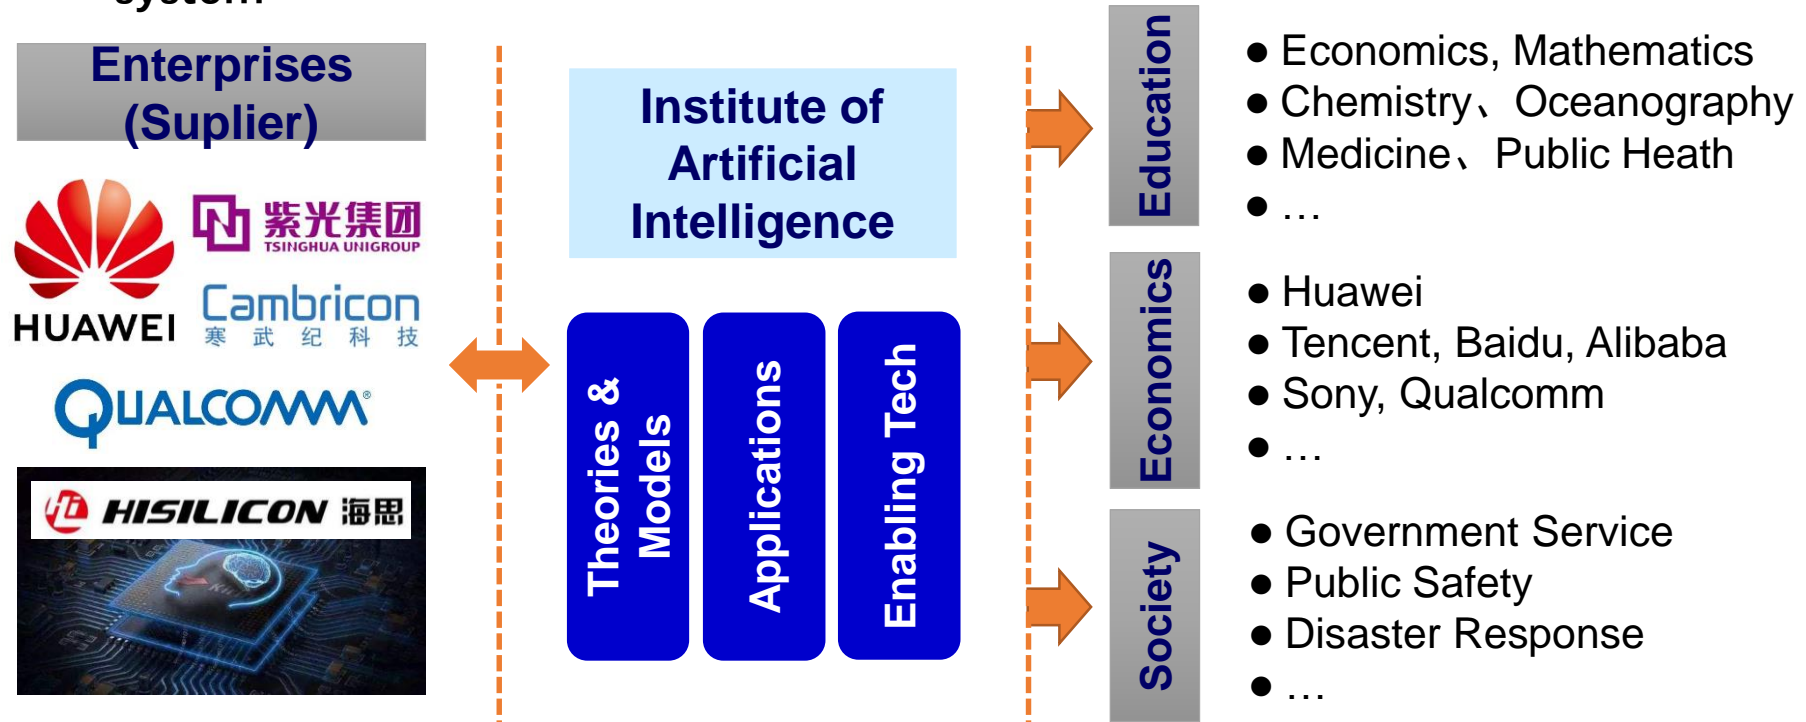 system
Enterprises
(Suplier)
HUAWEI
紫光集团
TSINGHUA UNIGROUP
Cambricon
寒武纪科技
QUALCOMM®
HISILICON 海思
Institute of
Artificial
Intelligence
Theories &
Models
Applications
Enabling Tech
Education
● Economics, Mathematics
● Chemistry、Oceanography
● Medicine、Public Heath
● …
Economics
● Huawei
● Tencent, Baidu, Alibaba
● Sony, Qualcomm
● …
Society
● Government Service
● Public Safety
● Disaster Response
● …